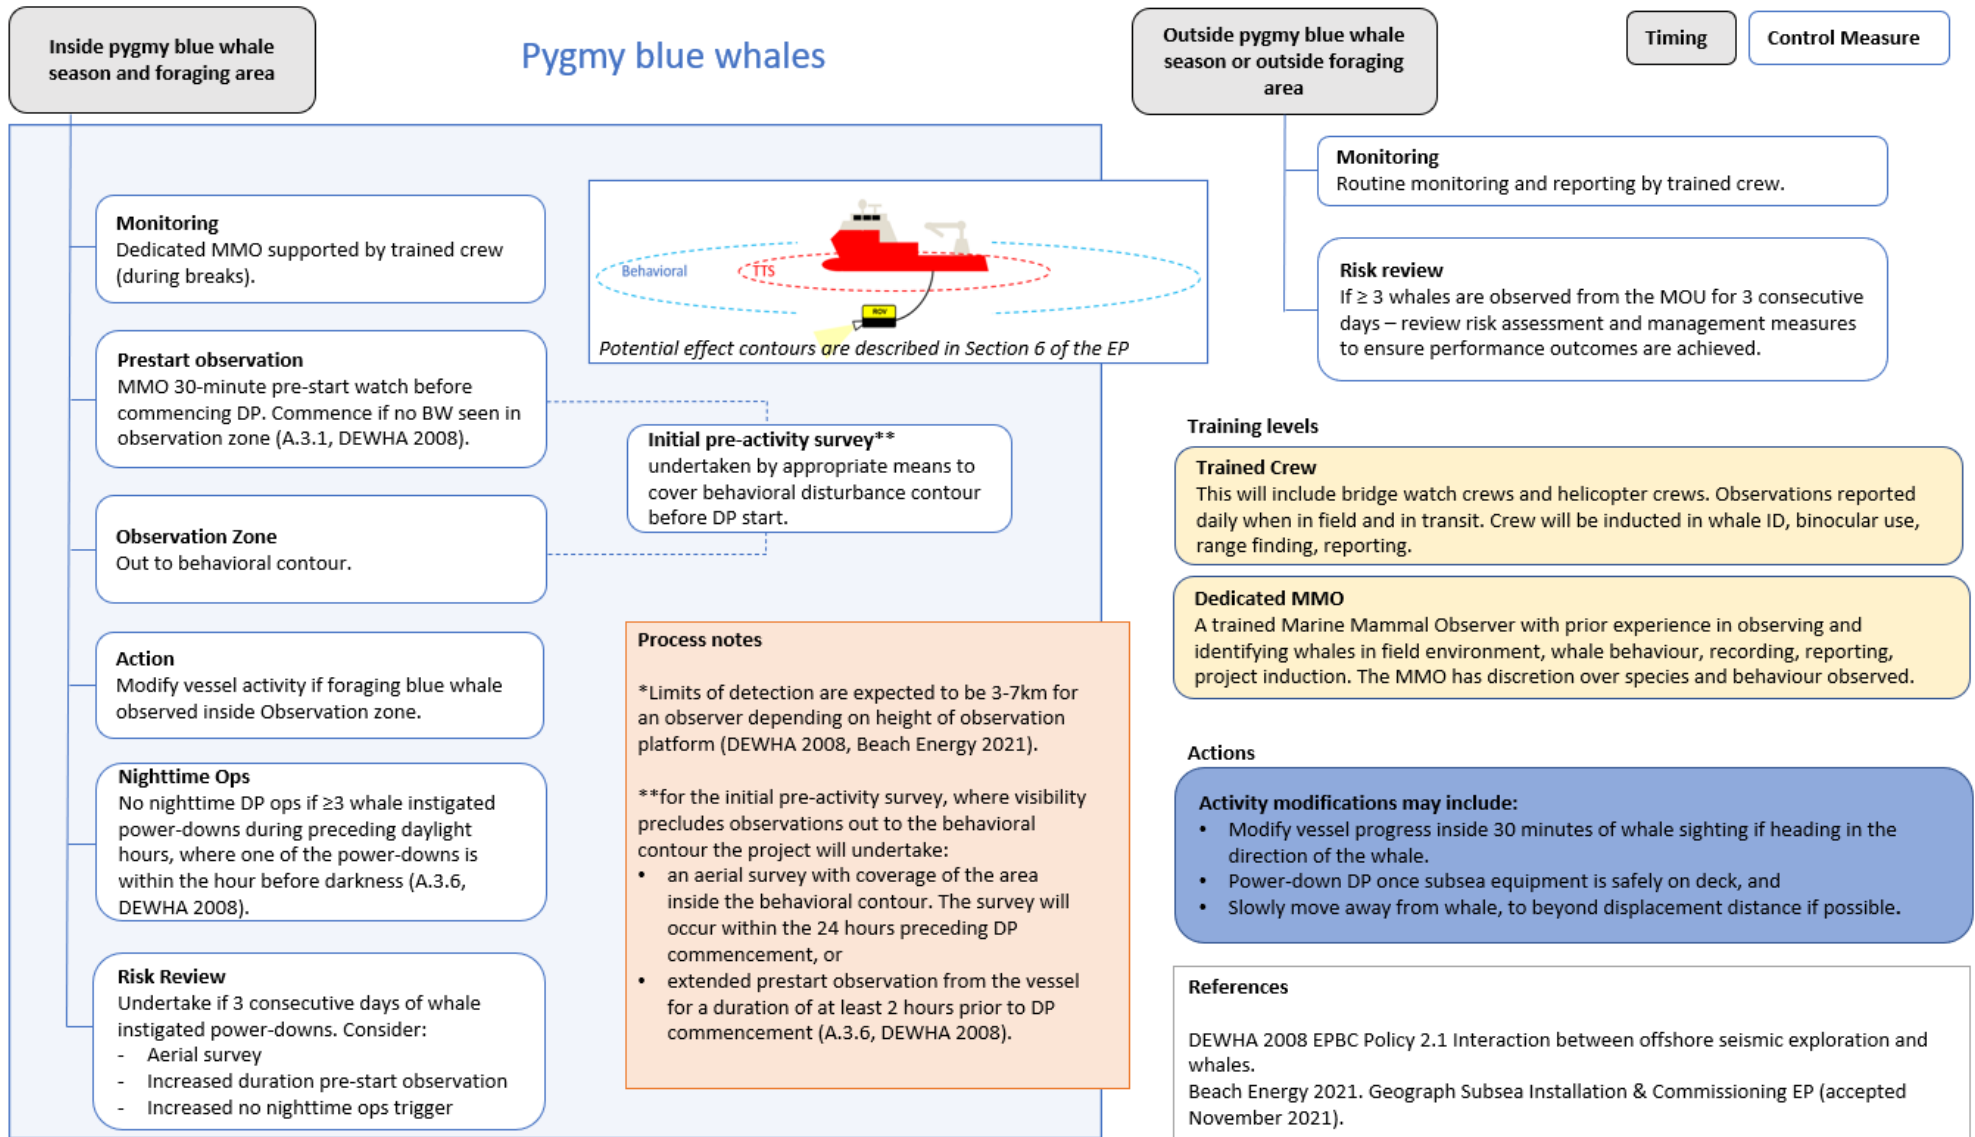 Inside pygmy blue whale
season and foraging area
Pygmy blue whales
Outside pygmy blue whale
season or outside foraging
area
Timing
Control Measure
Monitoring
Dedicated MMO supported by trained crew
(during breaks).
Prestart observation
MMO 30-minute pre-start watch before
commencing DP. Commence if no BW seen in
observation zone (A.3.1, DEWHA 2008).
Observation Zone
Out to behavioral contour.
Action
Modify vessel activity if foraging blue whale
observed inside Observation zone.
Nighttime Ops
No nighttime DP ops if ≥3 whale instigated
power-downs during preceding daylight
hours, where one of the power-downs is
within the hour before darkness (A.3.6,
DEWHA 2008).
Risk Review
Undertake if 3 consecutive days of whale
instigated power-downs. Consider:
- Aerial survey
- Increased duration pre-start observation
- Increased no nighttime ops trigger
Behavioral
TTS
ROV
Potential effect contours are described in Section 6 of the EP
Initial pre-activity survey**
undertaken by appropriate means to
cover behavioral disturbance contour
before DP start.
Process notes
*Limits of detection are expected to be 3-7km for
an observer depending on height of observation
platform (DEWHA 2008, Beach Energy 2021).
**for the initial pre-activity survey, where visibility
precludes observations out to the behavioral
contour the project will undertake:
• an aerial survey with coverage of the area
inside the behavioral contour. The survey will
occur within the 24 hours preceding DP
commencement, or
• extended prestart observation from the vessel
for a duration of at least 2 hours prior to DP
commencement (A.3.6, DEWHA 2008).
Monitoring
Routine monitoring and reporting by trained crew.
Risk review
If ≥ 3 whales are observed from the MOU for 3 consecutive
days – review risk assessment and management measures
to ensure performance outcomes are achieved.
Training levels
Trained Crew
This will include bridge watch crews and helicopter crews. Observations reported
daily when in field and in transit. Crew will be inducted in whale ID, binocular use,
range finding, reporting.
Dedicated MMO
A trained Marine Mammal Observer with prior experience in observing and
identifying whales in field environment, whale behaviour, recording, reporting,
project induction. The MMO has discretion over species and behaviour observed.
Actions
Activity modifications may include:
• Modify vessel progress inside 30 minutes of whale sighting if heading in the
direction of the whale.
• Power-down DP once subsea equipment is safely on deck, and
• Slowly move away from whale, to beyond displacement distance if possible.
References
DEWHA 2008 EPBC Policy 2.1 Interaction between offshore seismic exploration and
whales.
Beach Energy 2021. Geograph Subsea Installation & Commissioning EP (accepted
November 2021).